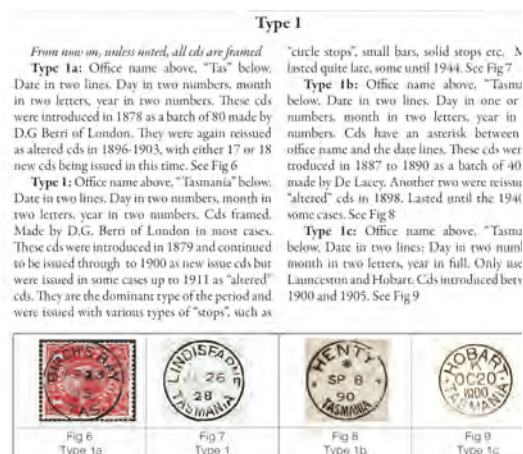 Type 1
From now on, unless noted, all cds are framed
Type 1a: Office name above, "Tas" below.
Date in two lines. Day in two numbers, month
in two letters, year in two numbers. These cds
were introduced in 1878 as a batch of 80 made by
D.G Berri of London. They were again reissued
as altered cds in 1896-1903, with either 17 or 18
new cds being issued in this time. See Fig 6
Type 1: Office name above, "Tasmania" below.
Date in two lines. Day in two numbers, month in
two letters, year in two numbers. Cds framed.
Made by D.G. Berri of London in most cases.
These cds were introduced in 1879 and continued
to be issued through to 1900 as new issue cds but
were issued in some cases up to 1911 as "altered"
cds. They are the dominant type of the period and
were issued with various types of "stops", such as
"circle stops", small bars, solid stops etc.
lasted quite late, some until 1944. See Fig 7
Type 1b: Office name above,
below. Date in two lines. Day in one or
numbers, month in two letters, year in
numbers. Cds have an asterisk between
office name and the date lines. These cds were
troduced in 1887 to 1890 as a batch of 40
made by De Lacey. Another two were
"altered" cds in 1898. Lasted until the
some cases. See Fig 8
Type 1c: Office name above,
below, Date in two lines; Day in two
month in two letters, year in full. Only
Launceston and Hobart. Cds introduced
1900 and 1905. See Fig 9
BIRCH'S BAY
TAS
LINDISFARNE
26
28
TASMANIA
HENTY
*
SP 8
90
TASMANIA
HOBART
K
OC20
1900
TASMANIA
Fig 6
Type 1a
Fig 7
Type 1
Fig 8
Type 1b
Fig 9
Type 1c